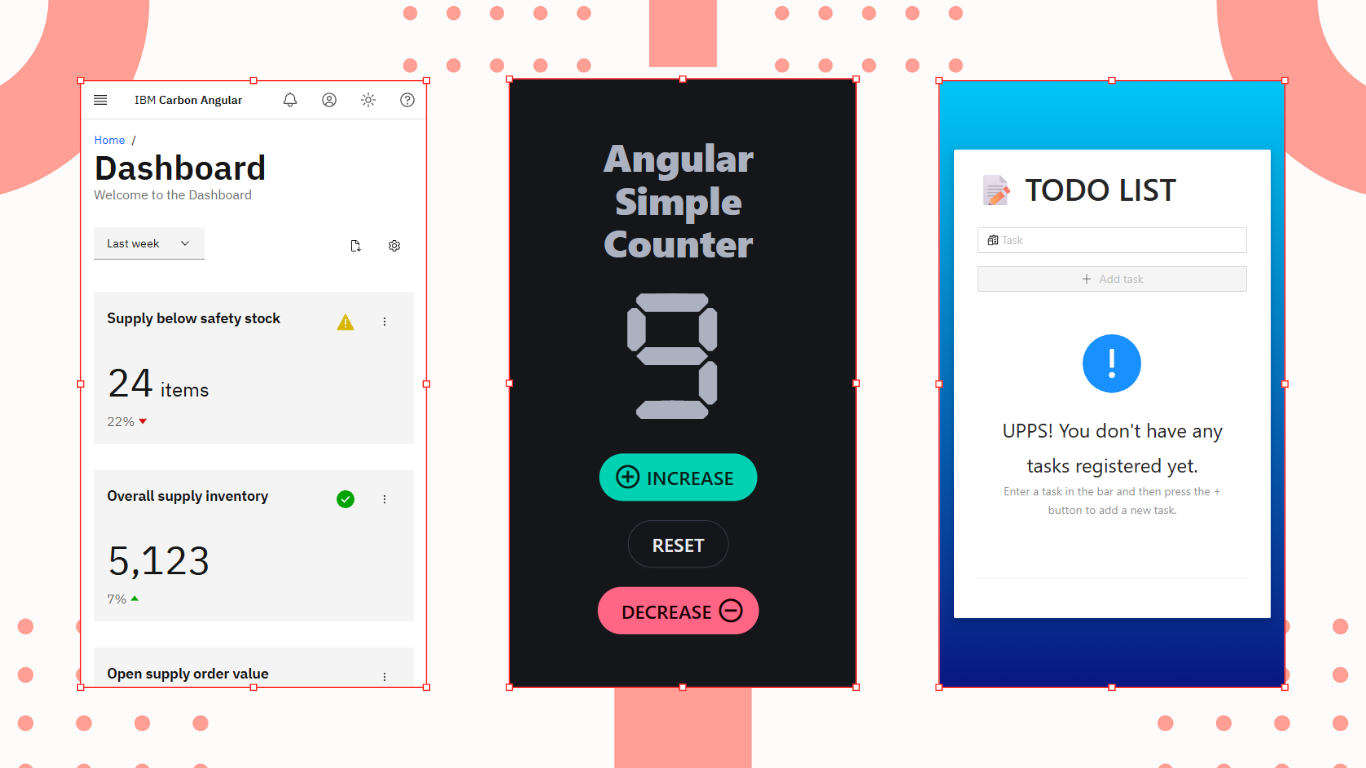 IBM Carbon Angular
Home /
Dashboard
Welcome to the Dashboard
Last week
Supply below safety stock
24 items
22%
Overall supply inventory
5,123
7%
Open supply order value
Angular
Simple
Counter
9
INCREASE
RESET
DECREASE
TODO LIST
Task
+ Add task
!
UPPS! You don't have any
tasks registered yet.
Enter a task in the bar and then press the +
button to add a new task.